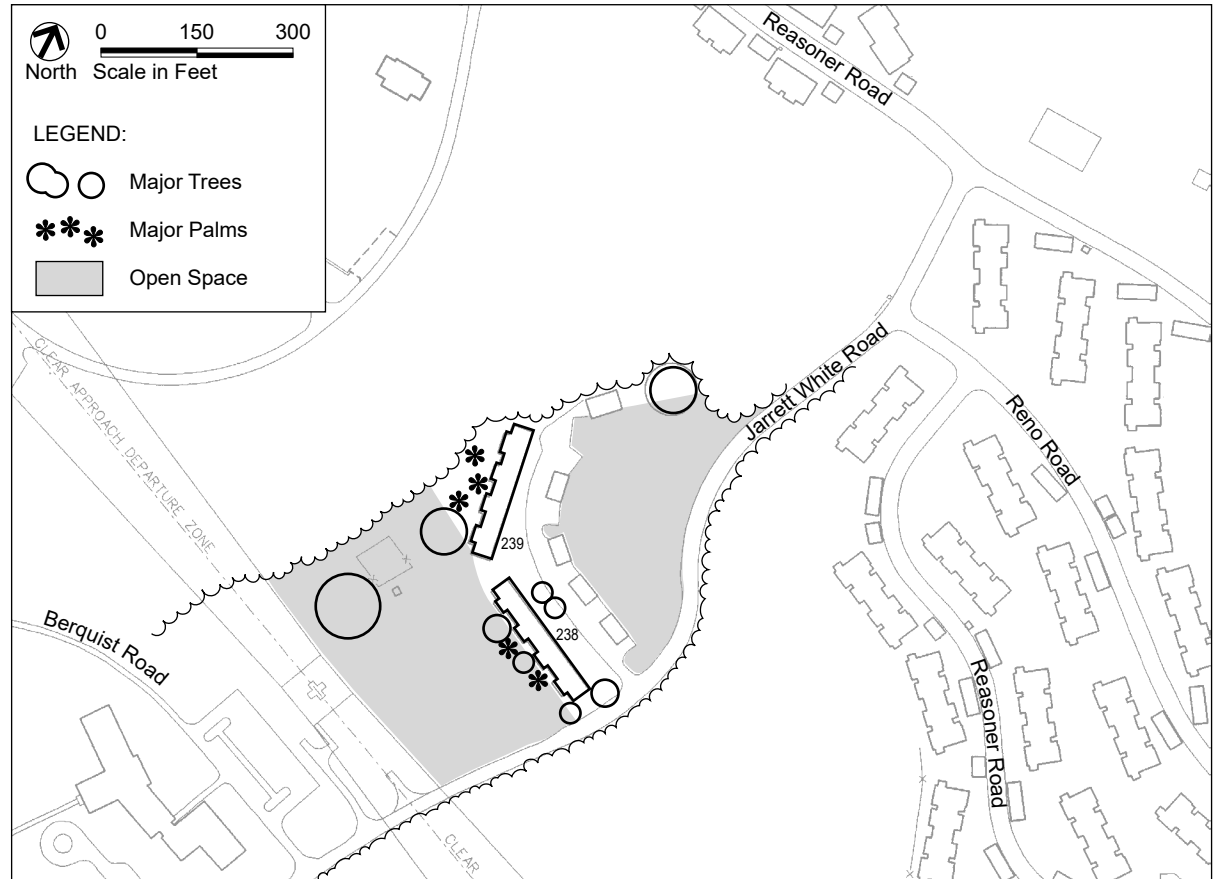 0 150 300
North Scale in Feet
LEGEND:
Major Trees
Major Palms
Open Space
Reasoner Road
Jarrett White Road
Reno Road
CLEAR APPROACH DEPARTURE ZONE
239
238
Berquist Road
Reasoner Road
CLEAR